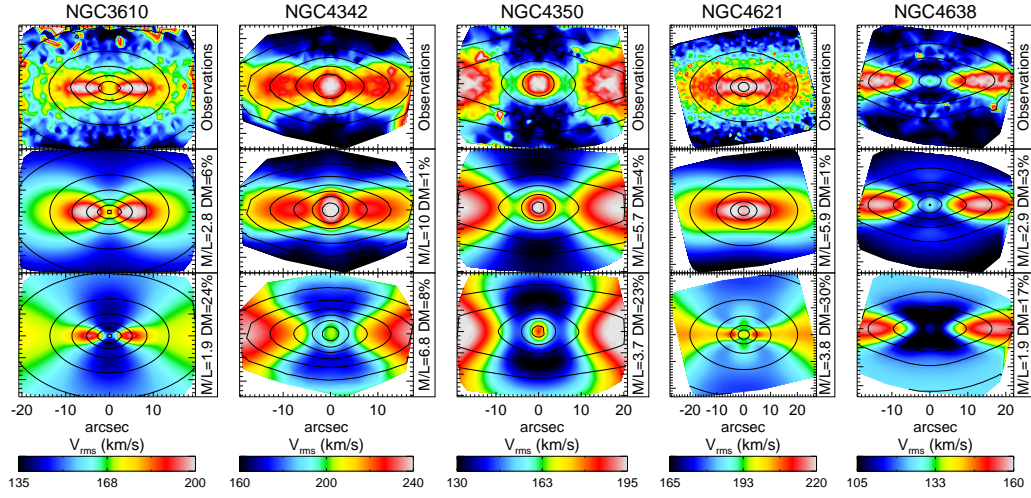 NGC3610 NGC4342 NGC4350 NGC4621 NGC4638
Observations Observations Observations Observations Observations
M/L=2.8 DM=6% M/L=10 DM=1% M/L=5.7 DM=4% M/L=5.9 DM=1% M/L=2.9 DM=3%
M/L=1.9 DM=24% M/L=6.8 DM=8% M/L=3.7 DM=23% M/L=3.8 DM=30% M/L=1.9 DM=17%
-20 -10 0 10 -10 0 10 -10 0 10 20 -20 -10 0 10 20 -10 0 10
arcsec arcsec arcsec arcsec arcsec
Vrms (km/s) Vrms (km/s) Vrms (km/s) Vrms (km/s) Vrms (km/s)
135 168 200 160 200 240 130 163 195 165 193 220 105 133 160